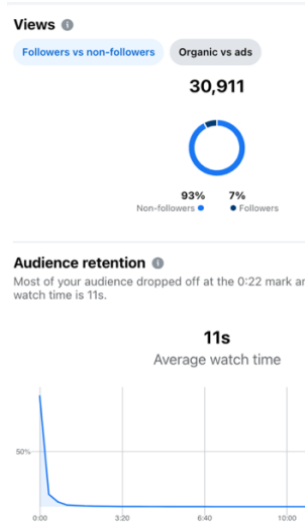 Views
Followers vs non-followers Organic vs ads
30,911
93% 7%
Non-followers Followers
Audience retention
Most of your audience dropped off at the 0:22 mark
watch time is 11s.
11s
Average watch time
50%
0:00 3:20 6:40 10:00